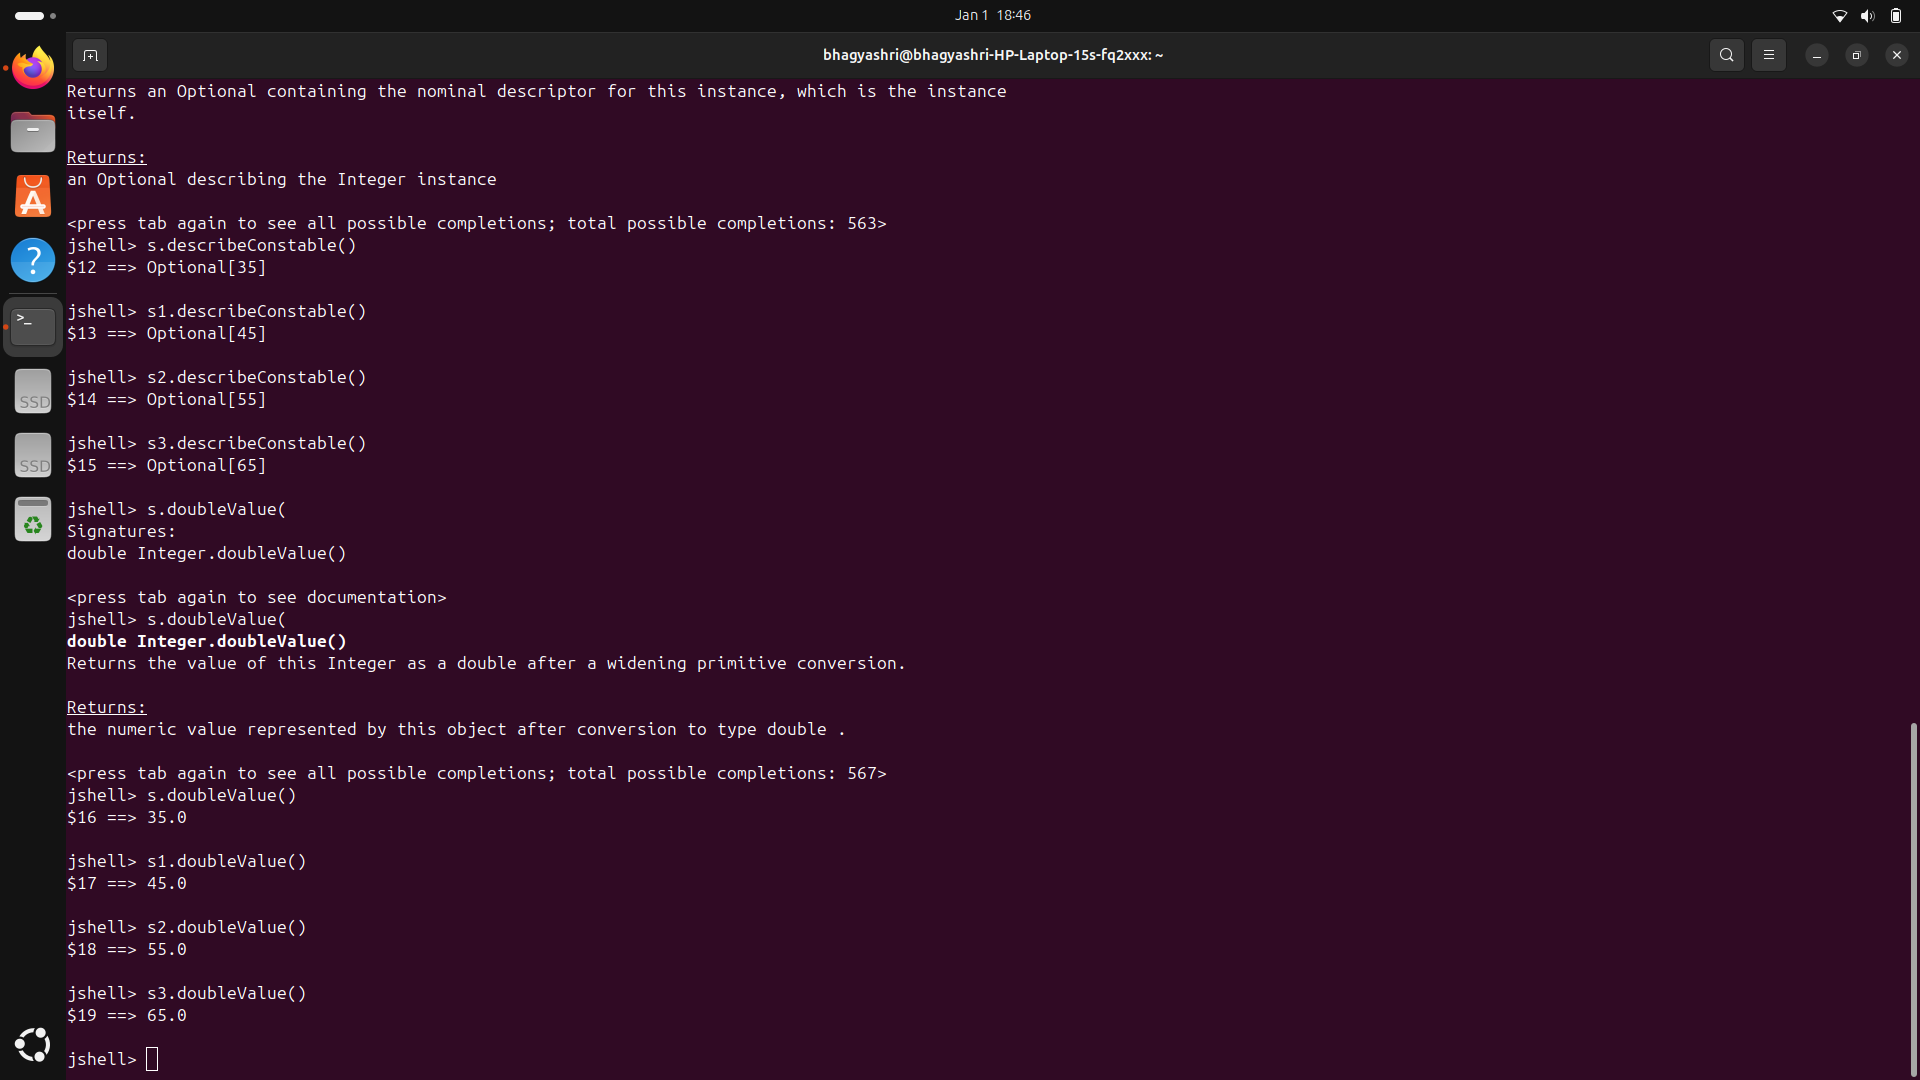 Jan 1 18:46
bhagyashri@bhagyashri-HP-Laptop-15s-fq2xxx: ~
Returns an Optional containing the nominal descriptor for this instance, which is the instance
itself.
Returns:
an Optional describing the Integer instance
<press tab again to see all possible completions; total possible completions: 563>
jshell> s.describeConstable()
$12 ==> Optional[35]
jshell> s1.describeConstable()
$13 ==> Optional[45]
jshell> s2.describeConstable()
$14 ==> Optional[55]
jshell> s3.describeConstable()
$15 ==> Optional[65]
jshell> s.doubleValue(
Signatures:
double Integer.doubleValue()
<press tab again to see documentation>
jshell> s.doubleValue(
double Integer.doubleValue()
Returns the value of this Integer as a double after a widening primitive conversion.
Returns:
the numeric value represented by this object after conversion to type double .
<press tab again to see all possible completions; total possible completions: 567>
jshell> s.doubleValue()
$16 ==> 35.0
jshell> s1.doubleValue()
$17 ==> 45.0
jshell> s2.doubleValue()
$18 ==> 55.0
jshell> s3.doubleValue()
$19 ==> 65.0
jshell>
A
?
>_
SSD
SSD